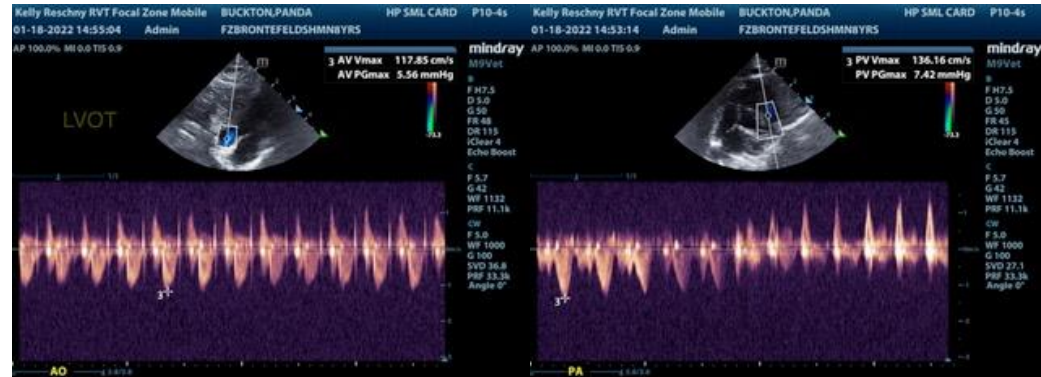 Kelly Reschny RVT Focal Zone Mobile BUCKTON,PANDA HP SML CARD P10-4s
01-18-2022 14:55:04 Admin FZBRONTEFELDSHMN8YRS
AP 100.0% MI 0.0 TIS 0.9
mindray
M9Vet
3 AV Vmax 117.85 cm/s
AV PGmax 5.56 mmHg
LVOT
B
F H7.5
D 5.0
G 50
FR 48
DR 115
iClear 4
Echo Boost
C
F 5.7
G 42
WF 1132
PRF 11.1k
CW
F 5.0
WF 1000
G 100
SVD 36.8
PRF 33.3k
Angle 0°
-73.3
3
AO
Kelly Reschny RVT Focal Zone Mobile BUCKTON,PANDA HP SML CARD P10-4s
01-18-2022 14:53:14 Admin FZBRONTEFELDSHMN8YRS
AP 100.0% MI 0.0 TIS 0.9
mindray
M9Vet
3 PV Vmax 136.16 cm/s
PV PGmax 7.42 mmHg
B
F H7.5
D 5.0
G 50
FR 45
DR 115
iClear 4
Echo Boost
C
F 5.7
G 42
WF 1132
PRF 11.1k
CW
F 5.0
WF 1000
G 100
SVD 27.1
PRF 33.3k
Angle 0°
-73.3
3
PA